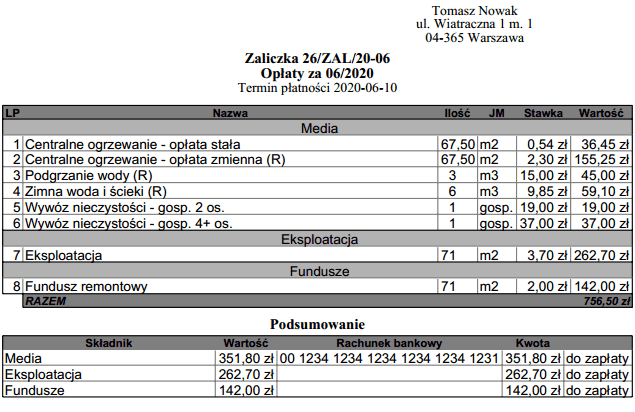 Tomasz Nowak
ul. Wiatraczna 1 m. 1
04-365 Warszawa
Zaliczka 26/ZAL/20-06
Opłaty za 06/2020
Termin płatności 2020-06-10
LP Nazwa Ilość JM Stawka Wartość
Media
1 Centralne ogrzewanie - opłata stała 67,50 m2 0,54 zł 36,45 zł
2 Centralne ogrzewanie - opłata zmienna (R) 67,50 m2 2,30 zł 155,25 zł
3 Podgrzanie wody (R) 3 m3 15,00 zł 45,00 zł
4 Zimna woda i ścieki (R) 6 m3 9,85 zł 59,10 zł
5 Wywóz nieczystości - gosp. 2 os. 1 gosp. 19,00 zł 19,00 zł
6 Wywóz nieczystości - gosp. 4+ os. 1 gosp. 37,00 zł 37,00 zł
Eksploatacja
7 Eksploatacja 71 m2 3,70 zł 262,70 zł
Fundusze
8 Fundusz remontowy 71 m2 2,00 zł 142,00 zł
RAZEM 756,50 zł
Podsumowanie
Składnik Wartość Rachunek bankowy Kwota
Media 351,80 zł 00 1234 1234 1234 1234 1234 1231 351,80 zł do zapłaty
Eksploatacja 262,70 zł 262,70 zł do zapłaty
Fundusze 142,00 zł 142,00 zł do zapłaty